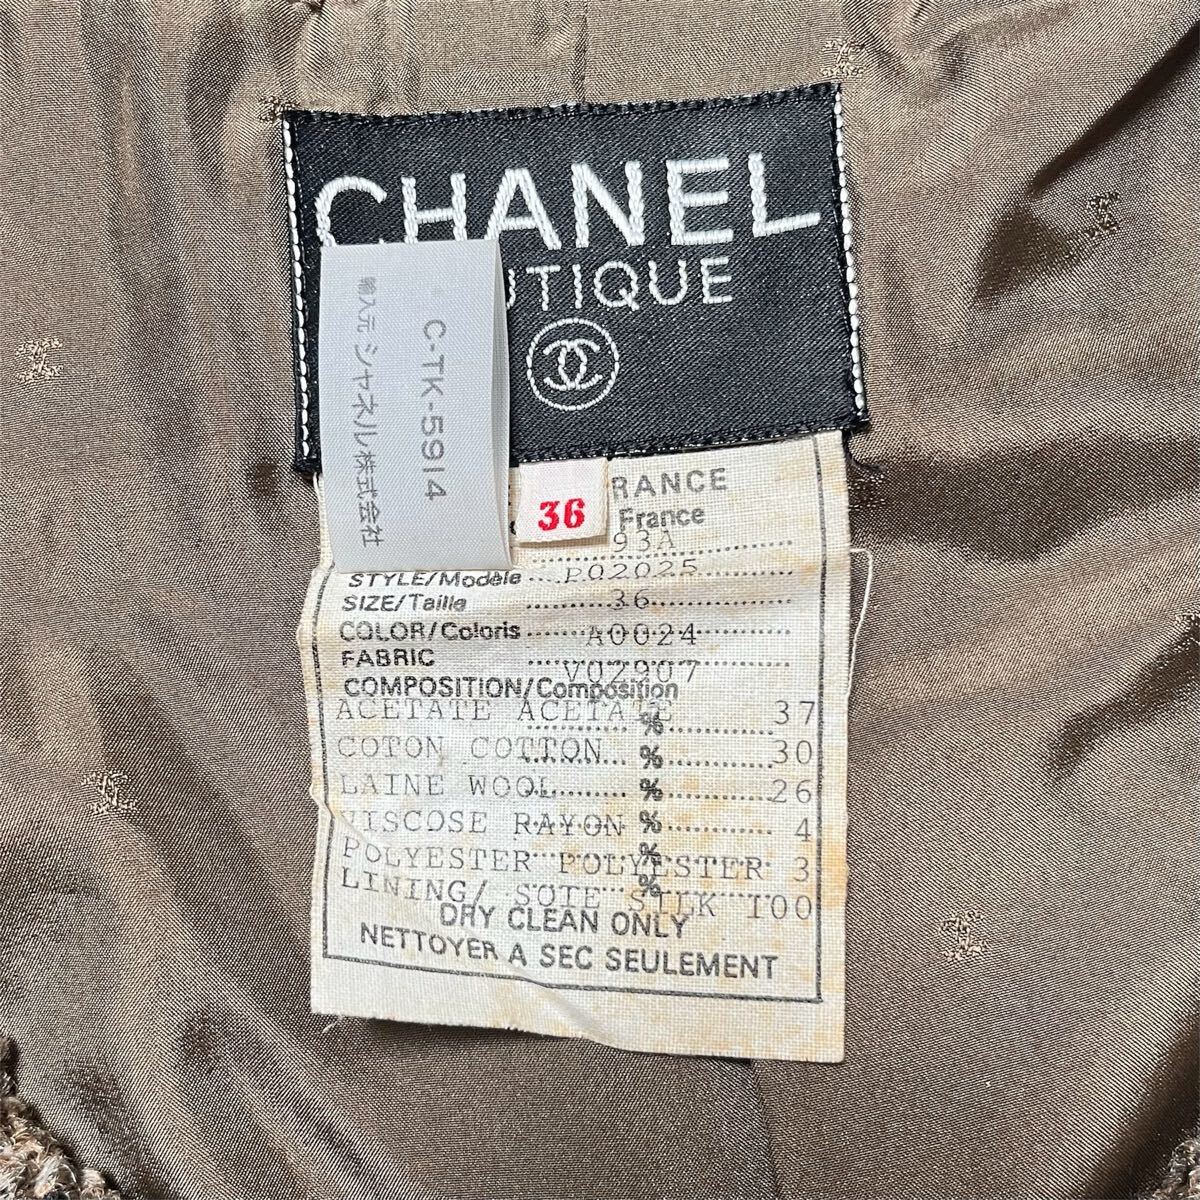 CHANEL
UTIQUE
C-TK-5914
輸入元 シャネル株式会社
36
RANCE
France
93A
STYLE/Modèle P02025
SIZE/Taille 36
COLOR/Coloris A0024
FABRIC V02907
COMPOSITION/Composition
ACETATE ACETATE % 37
COTON COTTON % 30
LAINE WOOL % 26
VISCOSE RAYON % 4
POLYESTER POLYESTER % 3
LINING/ SOIE SILK % 100
DRY CLEAN ONLY
NETTOYER A SEC SEULEMENT